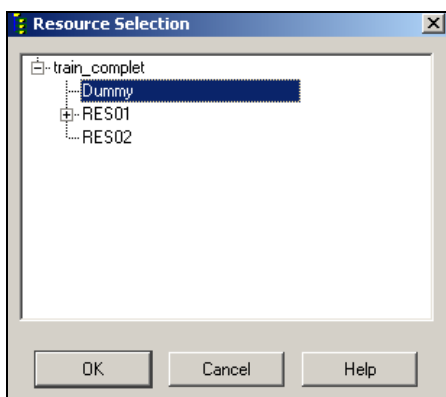 Resource Selection
train_complet
Dummy
RES01
RES02
OK Cancel Help